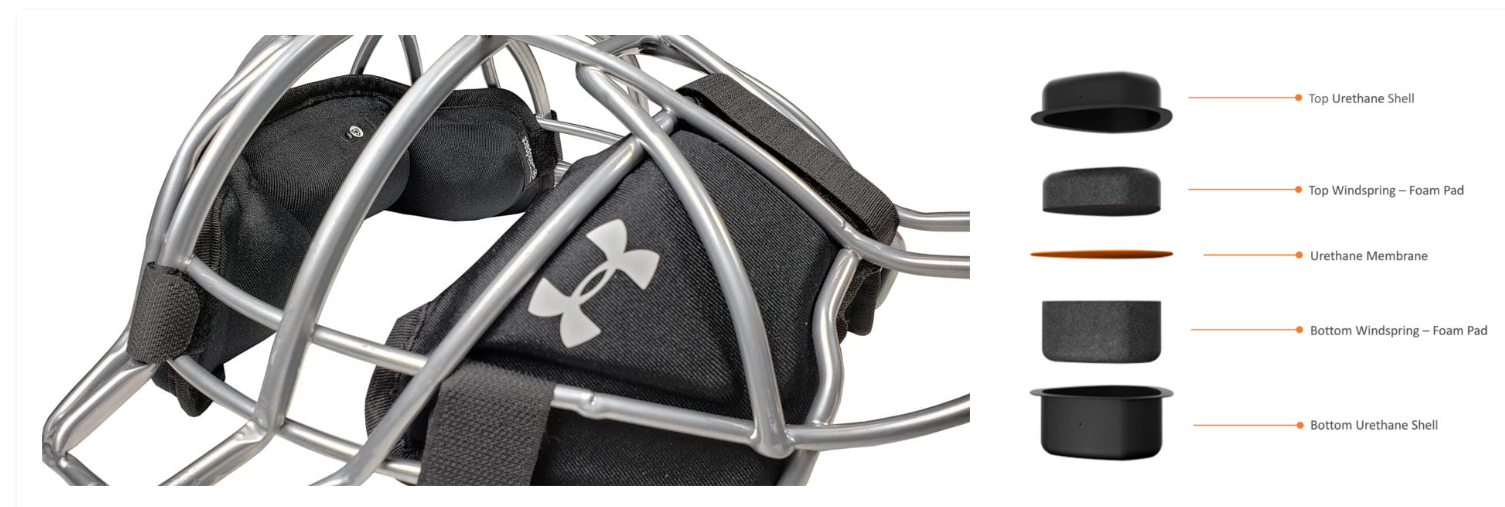 Top Urethane Shell
Top Windspring – Foam Pad
Urethane Membrane
Bottom Windspring – Foam Pad
Bottom Urethane Shell